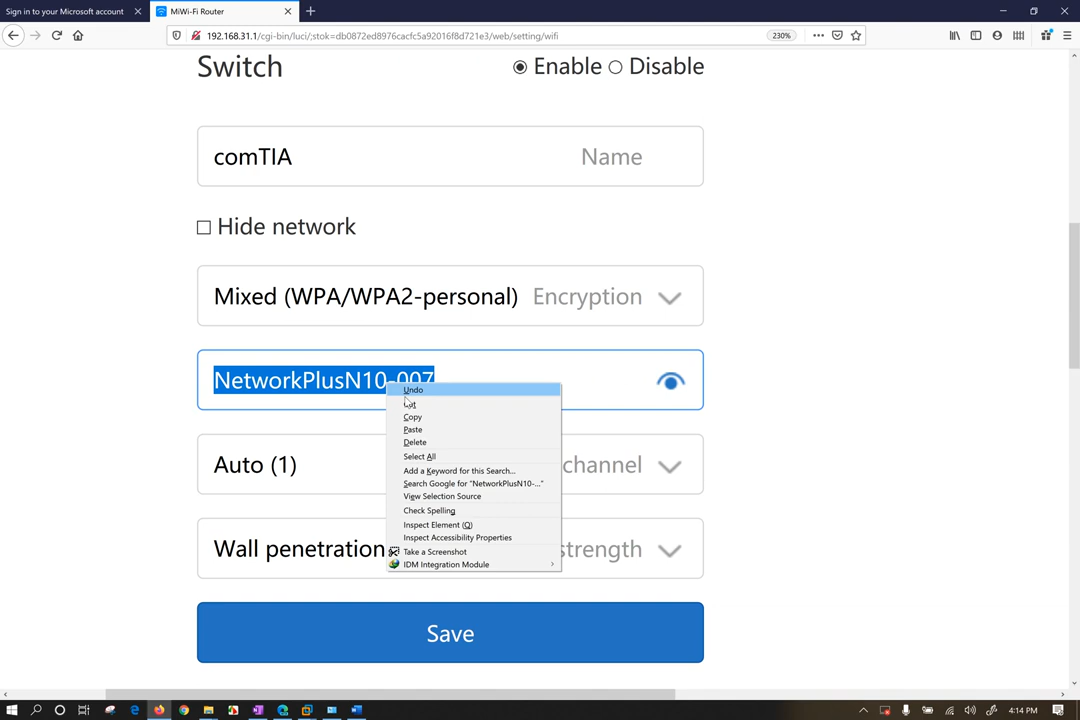 Sign in to your Microsoft account
MiWi-Fi Router
192.168.31.1/cgi-bin/luci/;stok=db0872ed8976cacfc5a92016f8d721e3/web/setting/wifi
230%
Switch
Enable
Disable
comTIA
Name
Hide network
Mixed (WPA/WPA2-personal)
Encryption
NetworkPlusN10-007
Undo
Cut
Copy
Paste
Delete
Select All
Add a Keyword for this Search...
Search Google for "NetworkPlusN10-..."
View Selection Source
Check Spelling
Inspect Element (Q)
Inspect Accessibility Properties
Take a Screenshot
IDM Integration Module
Auto (1)
channel
Wall penetration
strength
Save
4:14 PM